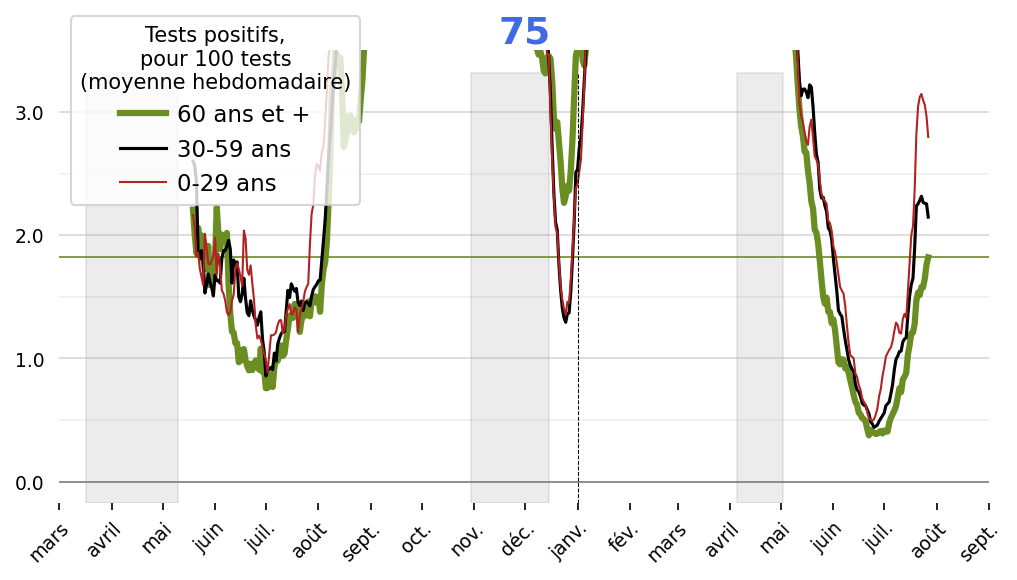 75
Tests positifs,
pour 100 tests
(moyenne hebdomadaire)
60 ans et +
30-59 ans
0-29 ans
3.0
2.0
1.0
0.0
mars avril mai juin juil. août sept. oct. nov. déc. janv. fév. mars avril mai juin juil. août sept.